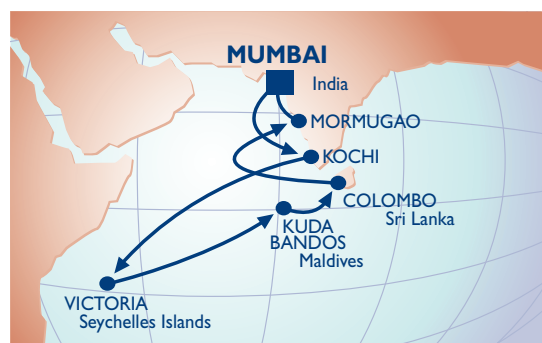 MUMBAI
India
MORMUGAO
KOCHI
COLOMBO
Sri Lanka
KUDA
BANDOS
Maldives
VICTORIA
Seychelles Islands